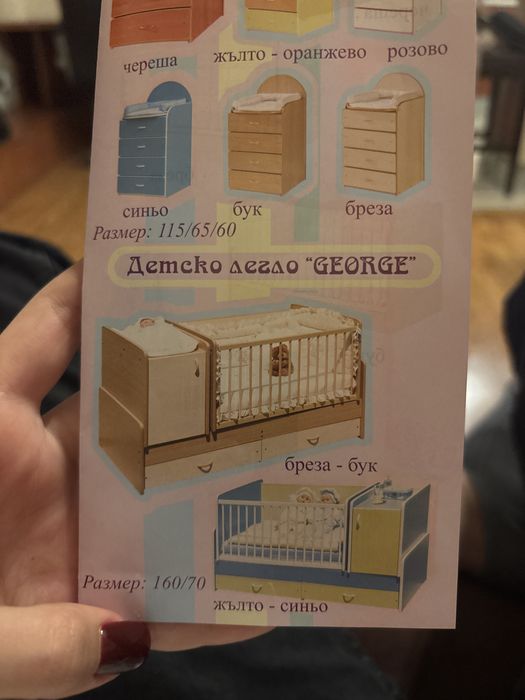 череша
жълто - оранжево
розово
синьо
бук
бреза
Размер: 115/65/60
Детско легло "GEORGE"
бреза - бук
Размер: 160/70
жълто - синьо